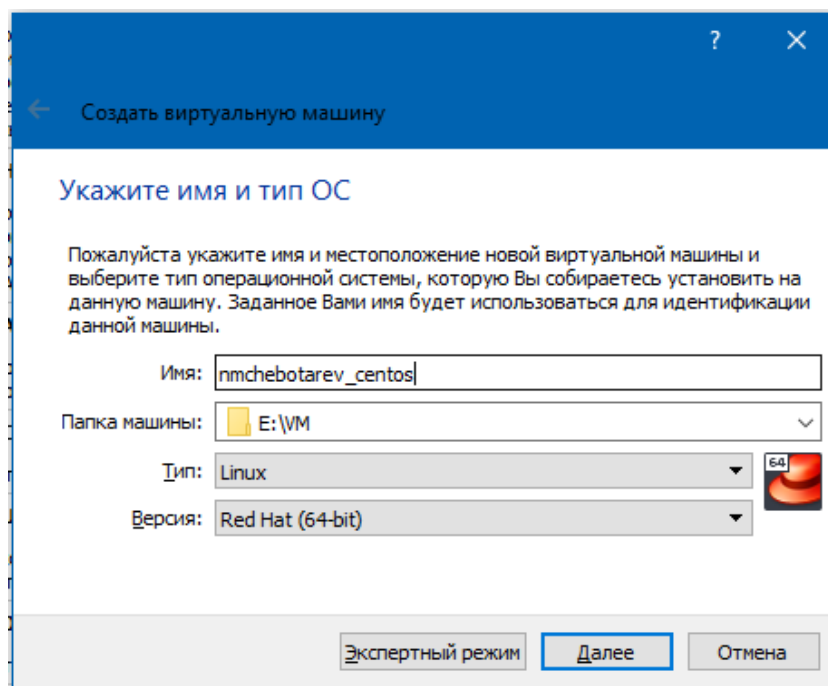 ?
Создать виртуальную машину
Укажите имя и тип ОС
Пожалуйста укажите имя и местоположение новой виртуальной машины и
выберите тип операционной системы, которую Вы собираетесь установить на
данную машину. Заданное Вами имя будет использоваться для идентификации
данной машины.
Имя: nmchebotarev_centos
Папка машины: E:\VM
Тип: Linux
64
Версия: Red Hat (64-bit)
Экспертный режим Далее Отмена